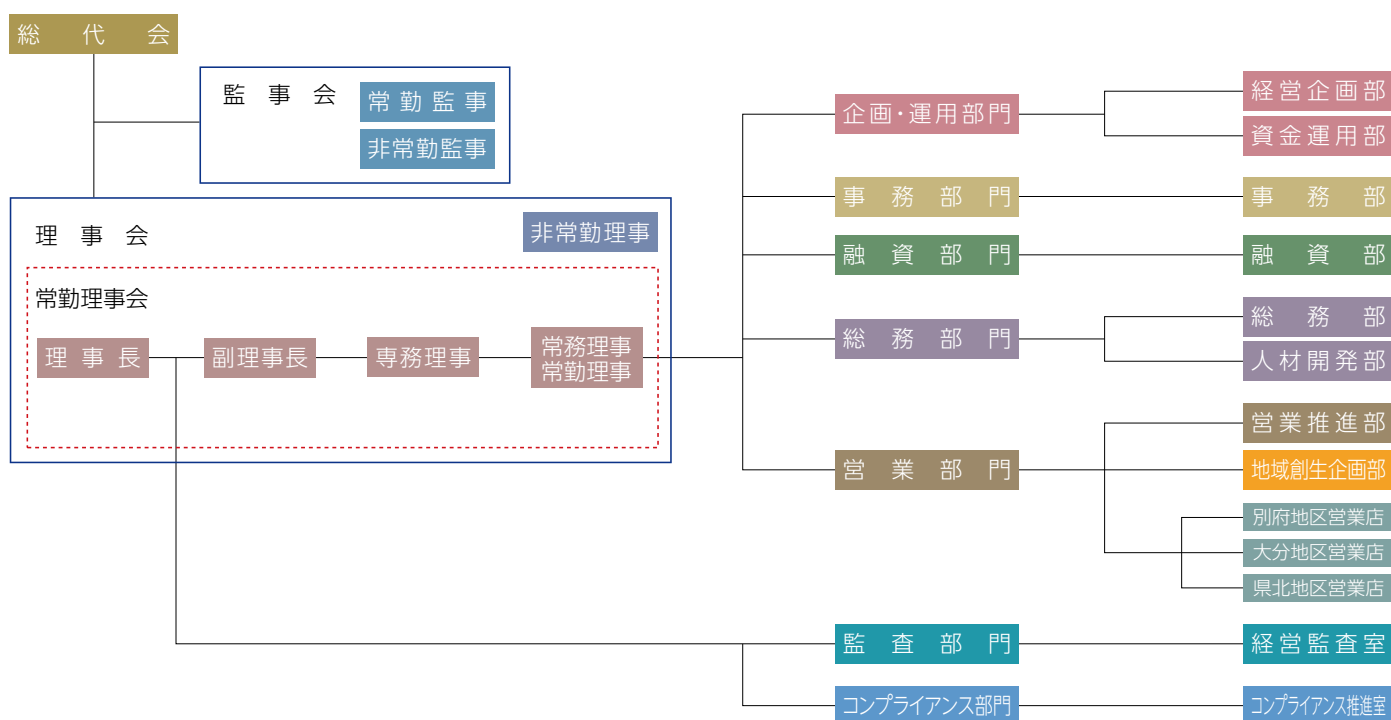 総代会
監事会
常勤監事
非常勤監事
理事会
非常勤理事
常勤理事会
理事長
副理事長
専務理事
常務理事
常勤理事
企画・運用部門
経営企画部
資金運用部
事務部門
事務部
融資部門
融資部
総務部門
総務部
人材開発部
営業部門
営業推進部
地域創生企画部
別府地区営業店
大分地区営業店
県北地区営業店
監査部門
経営監査室
コンプライアンス部門
コンプライアンス推進室